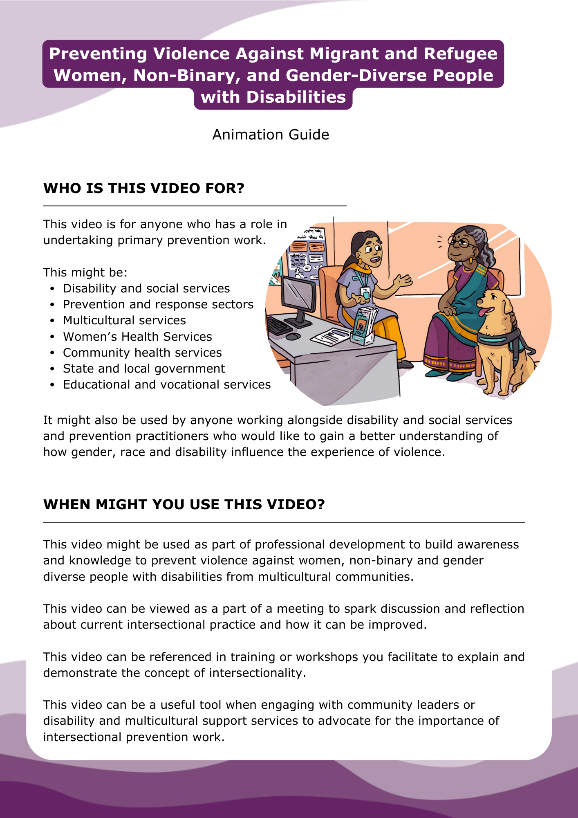 Preventing Violence Against Migrant and Refugee
Women, Non-Binary, and Gender-Diverse People
with Disabilities
Animation Guide
WHO IS THIS VIDEO FOR?
This video is for anyone who has a role in
undertaking primary prevention work.
This might be:
• Disability and social services
• Prevention and response sectors
• Multicultural services
• Women's Health Services
• Community health services
• State and local government
• Educational and vocational services
It might also be used by anyone working alongside disability and social services
and prevention practitioners who would like to gain a better understanding of
how gender, race and disability influence the experience of violence.
WHEN MIGHT YOU USE THIS VIDEO?
This video might be used as part of professional development to build awareness
and knowledge to prevent violence against women, non-binary and gender
diverse people with disabilities from multicultural communities.
This video can be viewed as a part of a meeting to spark discussion and reflection
about current intersectional practice and how it can be improved.
This video can be referenced in training or workshops you facilitate to explain and
demonstrate the concept of intersectionality.
This video can be a useful tool when engaging with community leaders or
disability and multicultural support services to advocate for the importance of
intersectional prevention work.